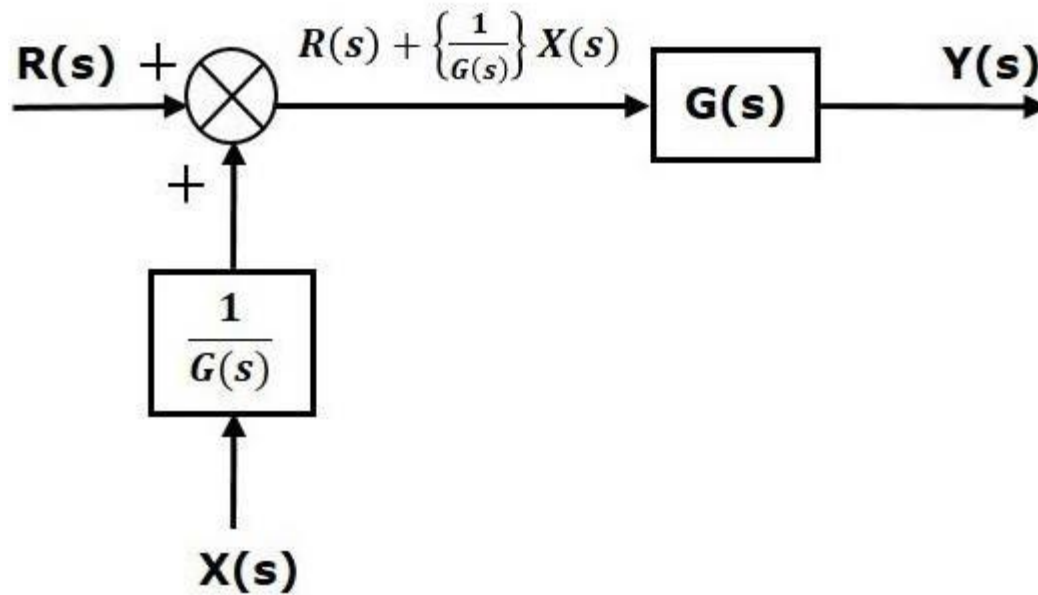 R(s) +
R(s) + {1/G(s)} X(s)
G(s)
Y(s)
+
1/G(s)
X(s)